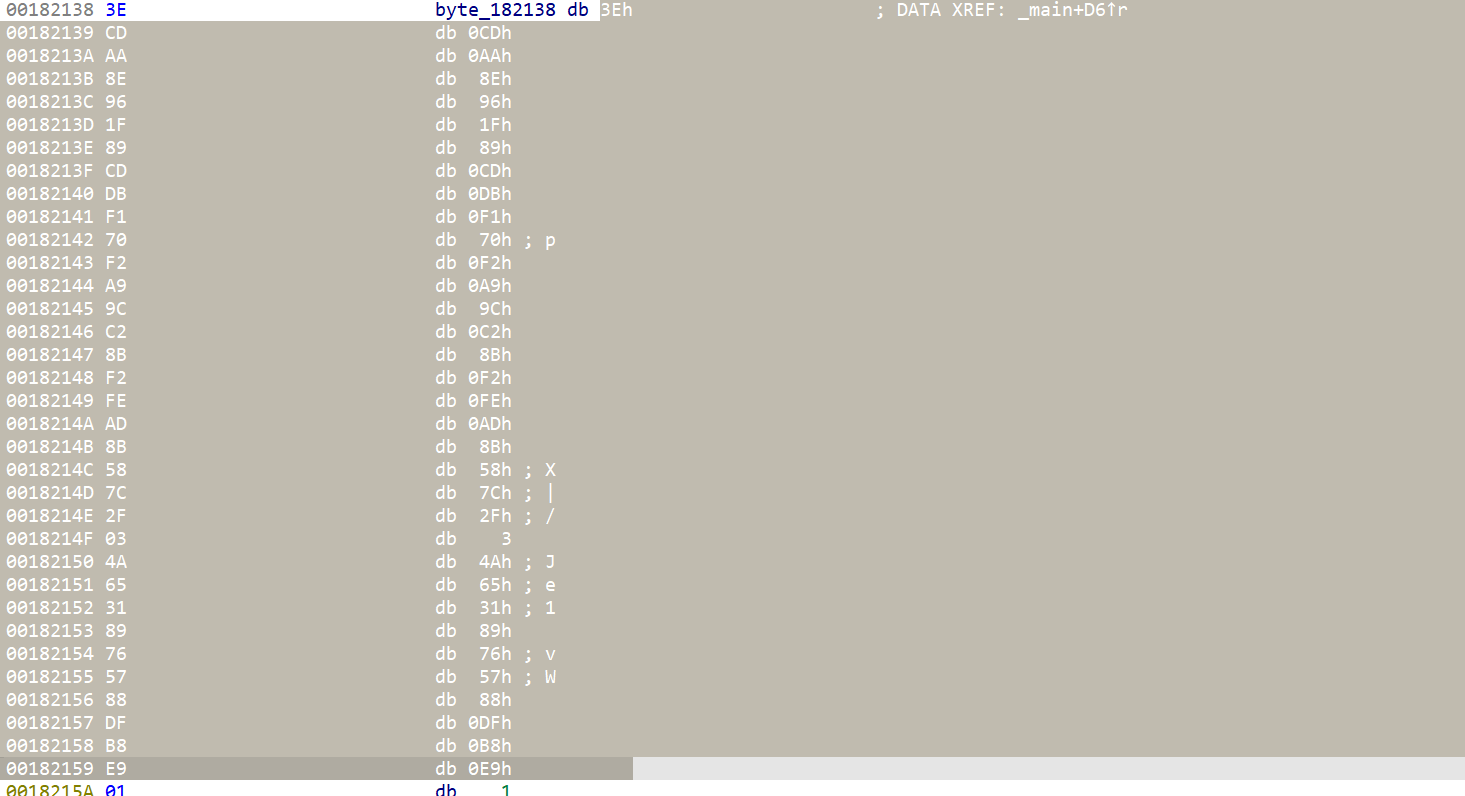 00182138 3E byte_182138 db 3Eh ; DATA XREF: _main+D6↑r
00182139 CD db 0CDh
0018213A AA db 0AAh
0018213B 8E db 8Eh
0018213C 96 db 96h
0018213D 1F db 1Fh
0018213E 89 db 89h
0018213F CD db 0CDh
00182140 DB db 0DBh
00182141 F1 db 0F1h
00182142 70 db 70h ; p
00182143 F2 db 0F2h
00182144 A9 db 0A9h
00182145 9C db 9Ch
00182146 C2 db 0C2h
00182147 8B db 8Bh
00182148 F2 db 0F2h
00182149 FE db 0FEh
0018214A AD db 0ADh
0018214B 8B db 8Bh
0018214C 58 db 58h ; X
0018214D 7C db 7Ch ; |
0018214E 2F db 2Fh ; /
0018214F 03 db 3
00182150 4A db 4Ah ; J
00182151 65 db 65h ; e
00182152 31 db 31h ; 1
00182153 89 db 89h
00182154 76 db 76h ; v
00182155 57 db 57h ; W
00182156 88 db 88h
00182157 DF db 0DFh
00182158 B8 db 0B8h
00182159 E9 db 0E9h
0018215A 01 db 1